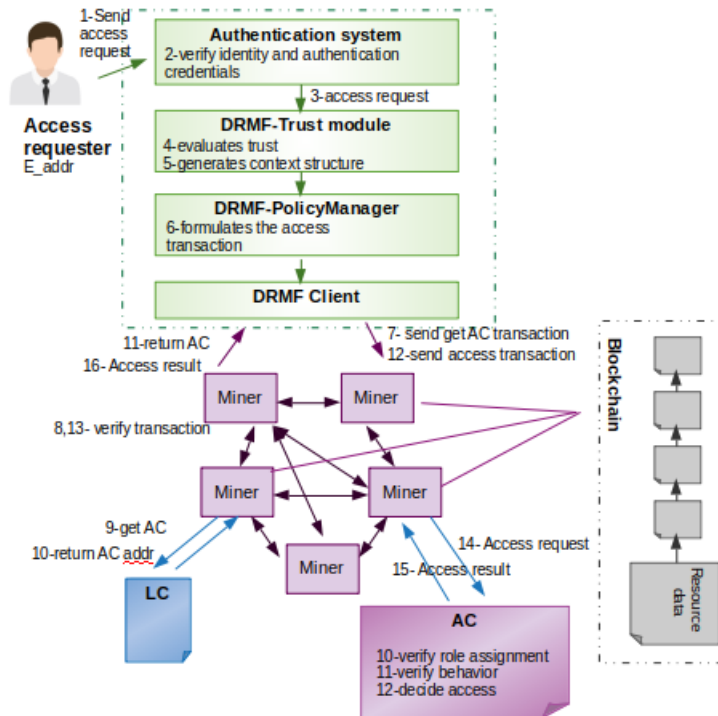 1-Send
access
request
Authentication system
2-verify identity and authentication
credentials
3-access request
Access
requester
E_addr
DRMF-Trust module
4-evaluates trust
5-generates context structure
DRMF-PolicyManager
6-formulates the access
transaction
DRMF Client
11-return AC
16- Access result
7- send get AC transaction
12-send access transaction
Blockchain
Miner
Miner
8,13- verify transaction
Miner
Miner
9-get AC
10-return AC addr
14- Access request
15- Access result
Miner
LC
AC
10-verify role assignment
11-verify behavior
12-decide access
Resource
data